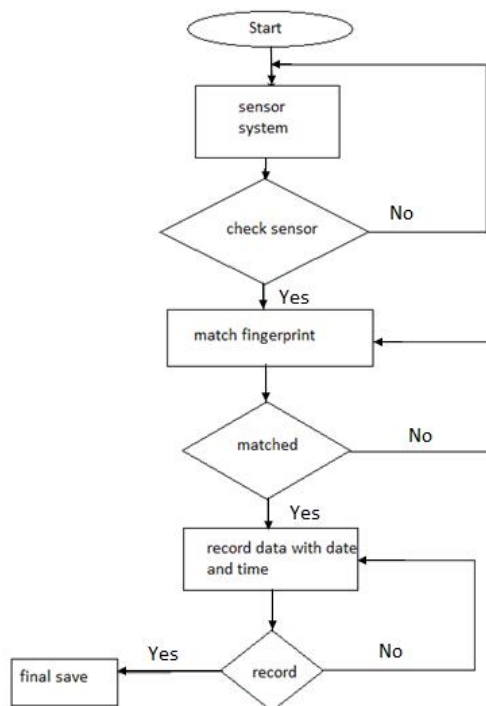 Start
sensor
system
check sensor
No
Yes
match fingerprint
matched
No
Yes
record data with date
and time
Yes
record
No
final save